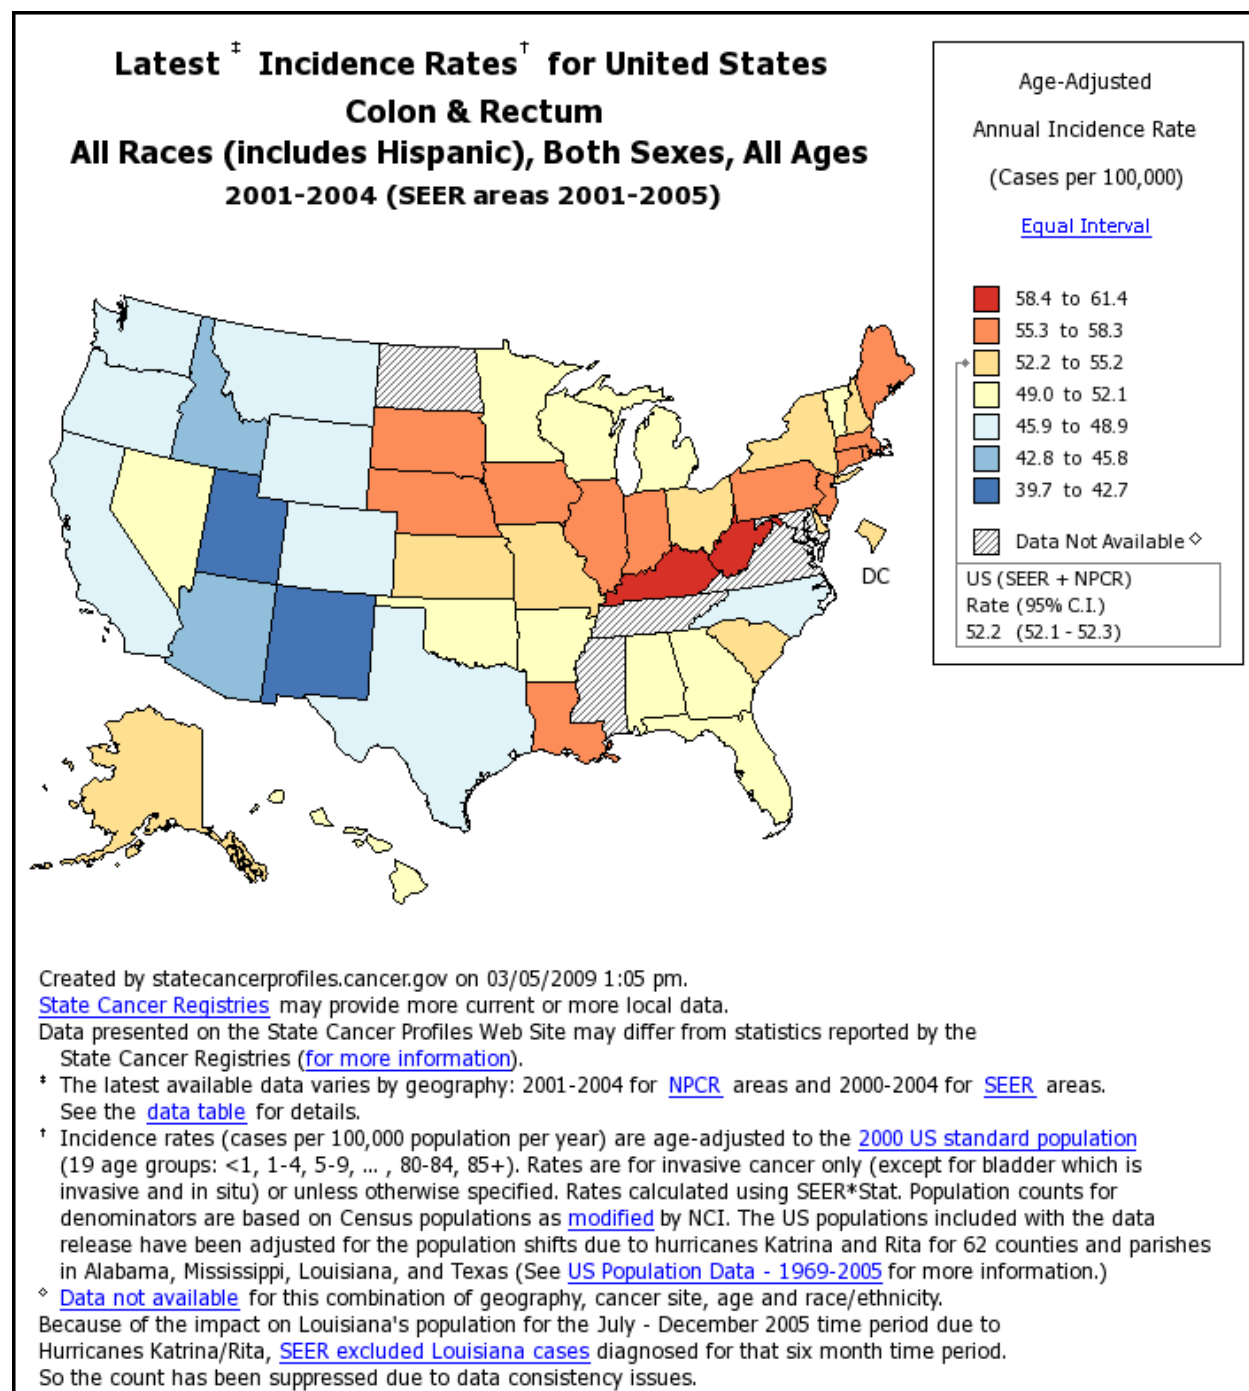 Latest ‡ Incidence Rates† for United States
Colon & Rectum
All Races (includes Hispanic), Both Sexes, All Ages
2001-2004 (SEER areas 2001-2005)
Age-Adjusted
Annual Incidence Rate
(Cases per 100,000)
Equal Interval
58.4 to 61.4
55.3 to 58.3
52.2 to 55.2
49.0 to 52.1
45.9 to 48.9
42.8 to 45.8
39.7 to 42.7
Data Not Available ◇
US (SEER + NPCR)
Rate (95% C.I.)
52.2 (52.1 - 52.3)
DC
Created by statecancerprofiles.cancer.gov on 03/05/2009 1:05 pm.
State Cancer Registries may provide more current or more local data.
Data presented on the State Cancer Profiles Web Site may differ from statistics reported by the
State Cancer Registries (for more information).
‡ The latest available data varies by geography: 2001-2004 for NPCR areas and 2000-2004 for SEER areas.
See the data table for details.
† Incidence rates (cases per 100,000 population per year) are age-adjusted to the 2000 US standard population
(19 age groups: <1, 1-4, 5-9, ... , 80-84, 85+). Rates are for invasive cancer only (except for bladder which is
invasive and in situ) or unless otherwise specified. Rates calculated using SEER*Stat. Population counts for
denominators are based on Census populations as modified by NCI. The US populations included with the data
release have been adjusted for the population shifts due to hurricanes Katrina and Rita for 62 counties and parishes
in Alabama, Mississippi, Louisiana, and Texas (See US Population Data - 1969-2005 for more information.)
◇ Data not available for this combination of geography, cancer site, age and race/ethnicity.
Because of the impact on Louisiana's population for the July - December 2005 time period due to
Hurricanes Katrina/Rita, SEER excluded Louisiana cases diagnosed for that six month time period.
So the count has been suppressed due to data consistency issues.